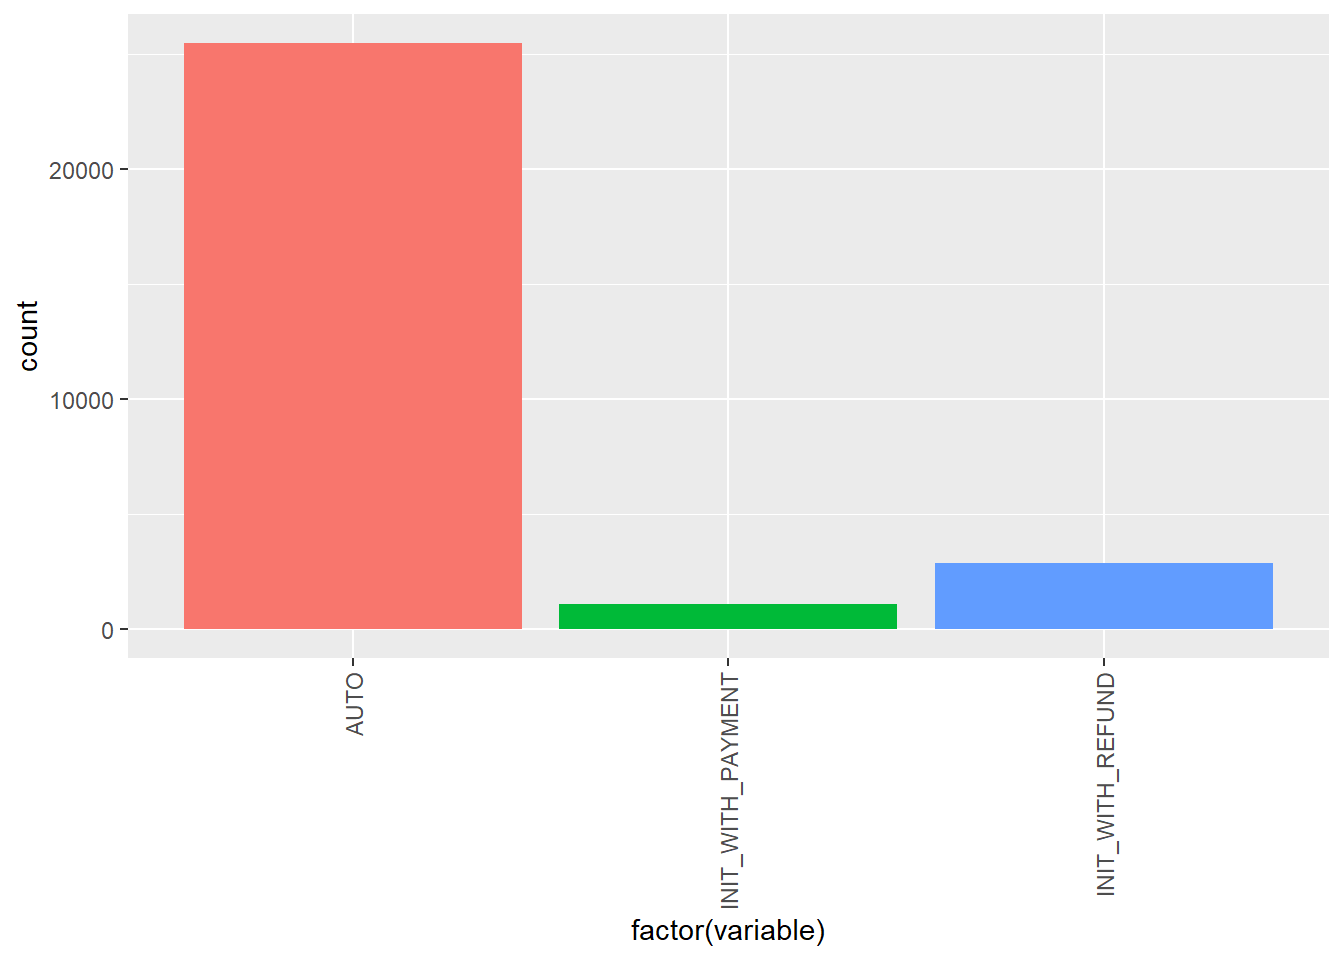 count
20000
10000
0
AUTO
INIT_WITH_PAYMENT
INIT_WITH_REFUND
factor(variable)